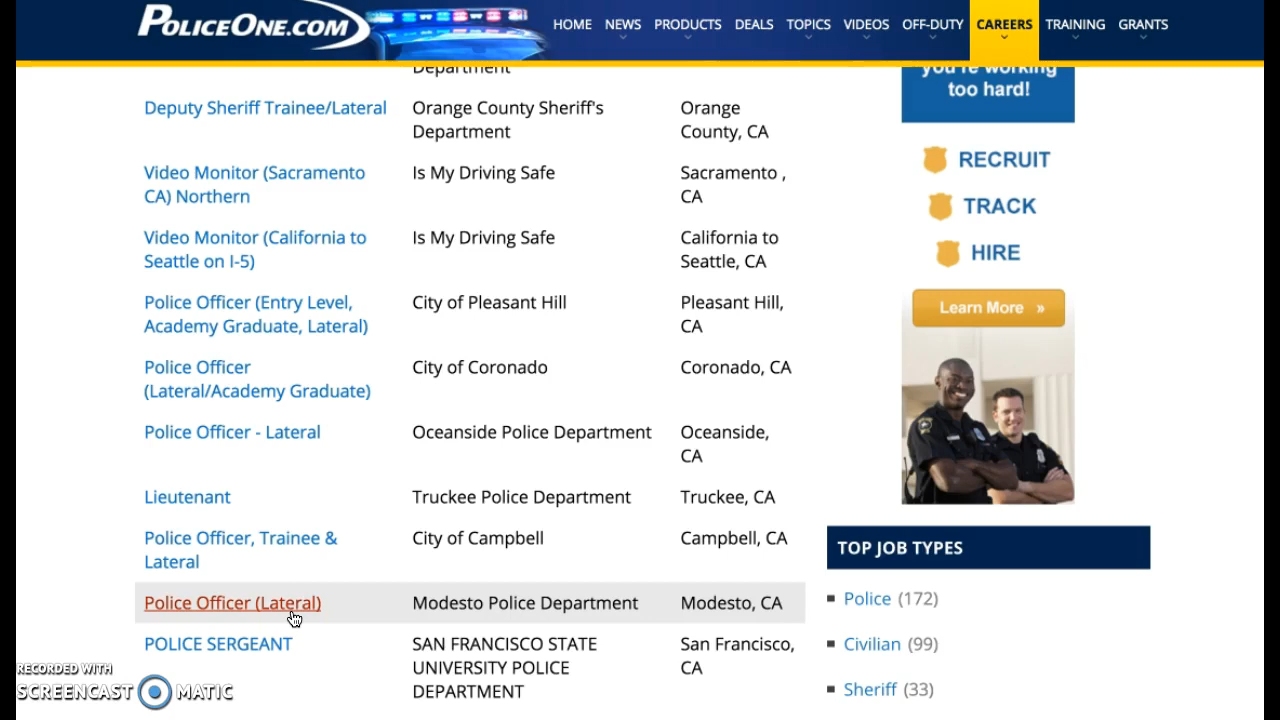 POLICEONE.COM
HOME NEWS PRODUCTS DEALS TOPICS VIDEOS OFF-DUTY CAREERS TRAINING GRANTS
Department
Deputy Sheriff Trainee/Lateral
Orange County Sheriff's
Department
Orange
County, CA
Video Monitor (Sacramento
CA) Northern
Is My Driving Safe
Sacramento ,
CA
Video Monitor (California to
Seattle on I-5)
Is My Driving Safe
California to
Seattle, CA
Police Officer (Entry Level,
Academy Graduate, Lateral)
City of Pleasant Hill
Pleasant Hill,
CA
Police Officer
(Lateral/Academy Graduate)
City of Coronado
Coronado, CA
Police Officer - Lateral
Oceanside Police Department
Oceanside,
CA
Lieutenant
Truckee Police Department
Truckee, CA
Police Officer, Trainee &
Lateral
City of Campbell
Campbell, CA
Police Officer (Lateral)
Modesto Police Department
Modesto, CA
POLICE SERGEANT
SAN FRANCISCO STATE
UNIVERSITY POLICE
DEPARTMENT
San Francisco,
CA
you're working
too hard!
RECRUIT
TRACK
HIRE
Learn More »
TOP JOB TYPES
Police (172)
Civilian (99)
Sheriff (33)
RECORDED WITH
SCREENCAST MATIC